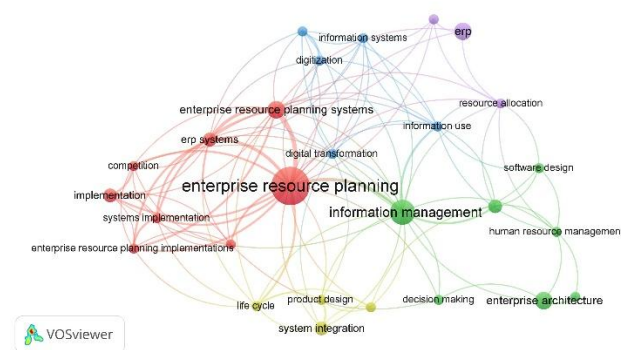 information systems
erp
digitization
resource allocation
enterprise resource planning systems
information use
erp systems
digital transformation
competition
software design
enterprise resource planning
implementation
information management
systems implementation
human resource managemen
enterprise resource planning implementations
life cycle
product design
decision making
enterprise architecture
system integration
VOSviewer